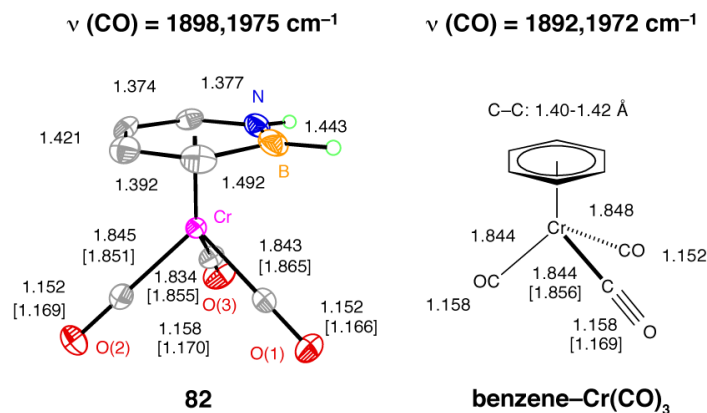 ν (CO) = 1898,1975 cm⁻¹
ν (CO) = 1892,1972 cm⁻¹
1.374
1.377
N
1.421
1.443
1.392
1.492
B
Cr
1.845
[1.851]
1.843
[1.865]
1.834
[1.855]
1.152
[1.169]
O(3)
1.152
[1.166]
1.158
[1.170]
O(2)
O(1)
82
C–C: 1.40-1.42 Å
Cr
1.848
1.844
CO
1.152
OC
1.844
[1.856]
C
1.158
O
1.158
[1.169]
benzene–Cr(CO)₃